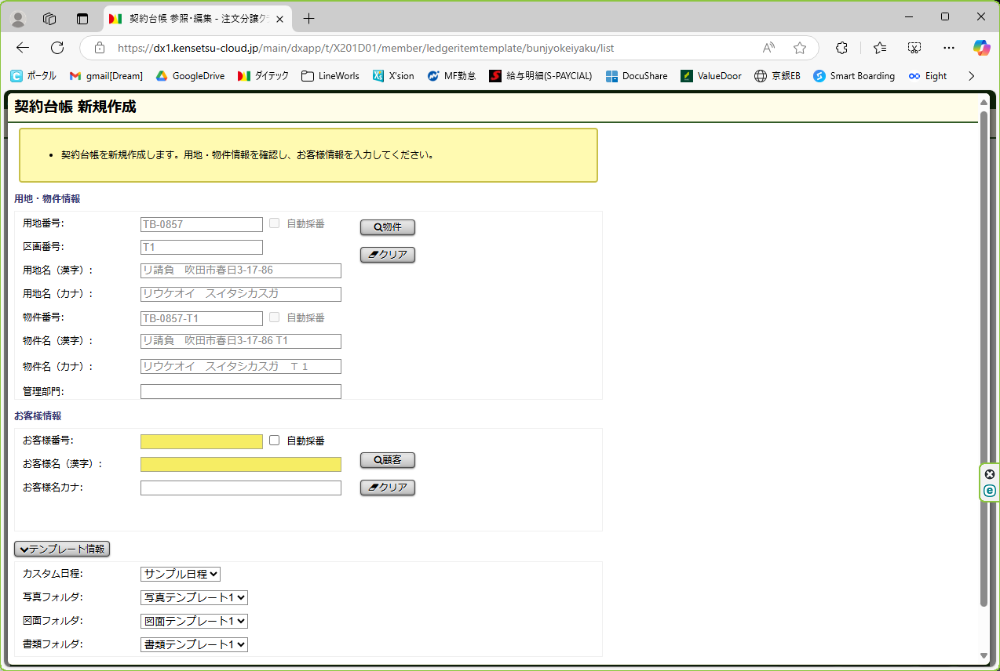 契約台帳 参照・編集 - 注文分譲ク
https://dx1.kensetsu-cloud.jp/main/dxapp/t/X201D01/member/ledgeritemtemplate/bunjyokeiyaku/list
ポータル gmail[Dream] GoogleDrive ダイテック LineWorls X'sion MF勤怠 給与明細(S-PAYCIAL) DocuShare ValueDoor 京銀EB Smart Boarding Eight
契約台帳 新規作成
• 契約台帳を新規作成します。用地・物件情報を確認し、お客様情報を入力してください。
用地・物件情報
用地番号: TB-0857 自動採番 物件
区画番号: T1 クリア
用地名（漢字）: リ請負　吹田市春日3-17-86
用地名（カナ）: リウケオイ　スイタシカスガ
物件番号: TB-0857-T1 自動採番
物件名（漢字）: リ請負　吹田市春日3-17-86 T1
物件名（カナ）: リウケオイ　スイタシカスガ　Ｔ１
管理部門:
お客様情報
お客様番号: 自動採番
お客様名（漢字）: 顧客
お客様名カナ: クリア
テンプレート情報
カスタム日程: サンプル日程
写真フォルダ: 写真テンプレート1
図面フォルダ: 図面テンプレート1
書類フォルダ: 書類テンプレート1